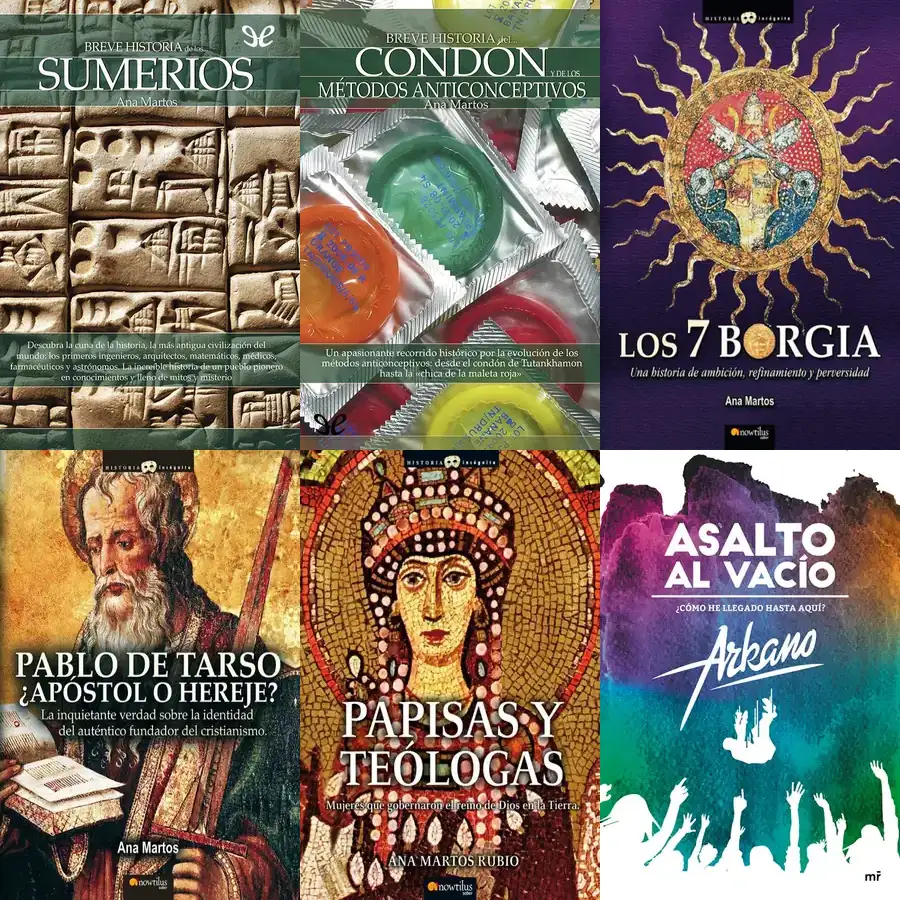 BREVE HISTORIA de los...
SUMERIOS
Ana Martos
Descubra la cuna de la historia, la más antigua civilización del
mundo: los primeros ingenieros, arquitectos, matemáticos, médicos,
farmacéuticos y astrónomos. La increíble historia de un pueblo pionero
en conocimientos y lleno de mitos y misterio
BREVE HISTORIA del...
CONDON Y DE LOS
MÉTODOS ANTICONCEPTIVOS
Ana Martos
Un apasionante recorrido histórico por la evolución de los
métodos anticonceptivos: desde el condón de Tutankhamon
hasta la «chica de la maleta roja»
HISTORIA incógnita
LOS 7 BORGIA
Una historia de ambición, refinamiento y perversidad
Ana Martos
nowtilus
saber
HISTORIA incógnita
PABLO DE TARSO
¿APÓSTOL O HEREJE?
La inquietante verdad sobre la identidad
del auténtico fundador del cristianismo.
Ana Martos
nowtilus
saber
HISTORIA incógnita
PAPISAS Y
TEÓLOGAS
Mujeres que gobernaron el reino de Dios en la Tierra.
ANA MARTOS RUBIO
nowtilus
saber
ASALTO
AL VACÍO
¿CÓMO HE LLEGADO HASTA AQUÍ?
Arkano
mr